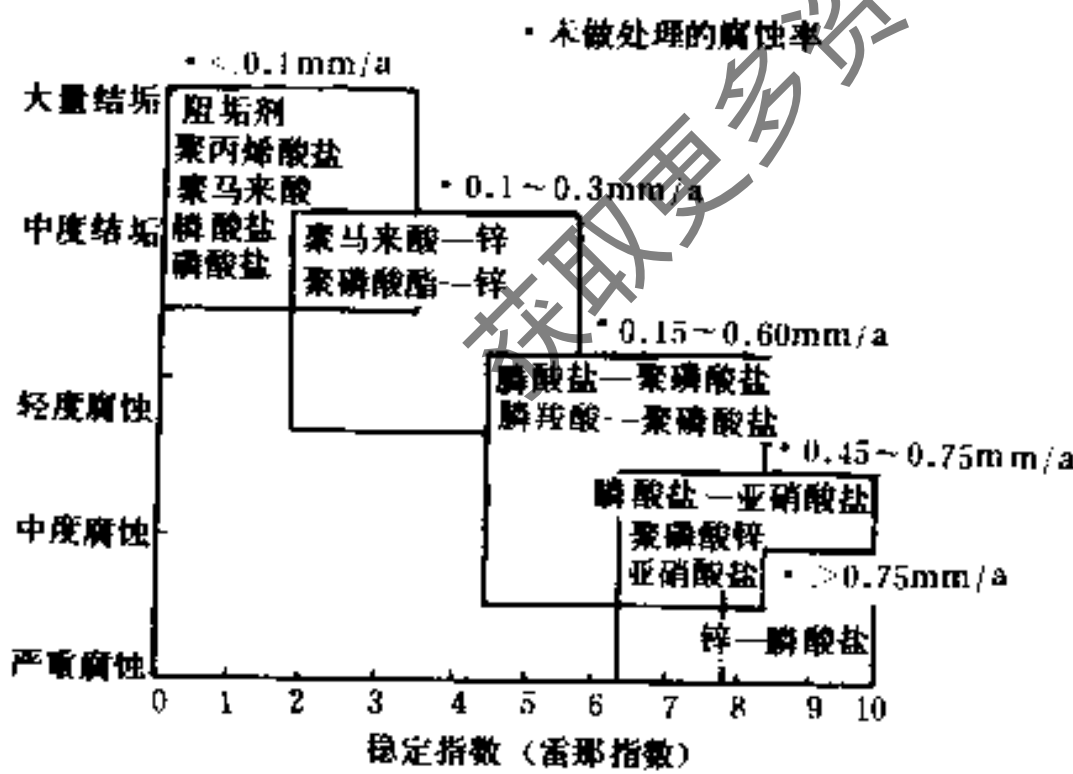 · 未做处理的腐蚀率
· <0.1mm/a
大量结垢
阻垢剂
聚丙烯酸盐
聚马来酸
· 0.1~0.3mm/a
中度结垢
膦酸盐
磷酸盐
聚马来酸—锌
聚磷酸酯--锌
· 0.15~0.60mm/a
轻度腐蚀
膦酸盐—聚磷酸盐
膦羧酸--聚磷酸盐
· 0.45~0.75mm/a
膦酸盐—亚硝酸盐
中度腐蚀
聚磷酸锌
亚硝酸盐
· >0.75mm/a
锌—膦酸盐
严重腐蚀
0 1 2 3 4 5 6 7 8 9 10
稳定指数（雷那指数）
获取更多资